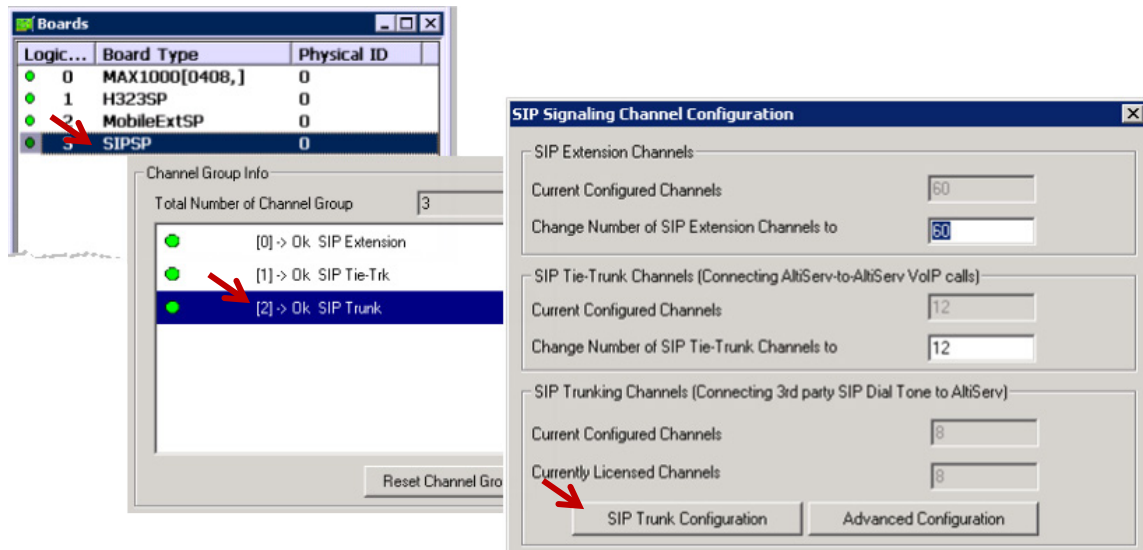 Boards
Logic... Board Type Physical ID
0 MAX1000[0408,] 0
1 H323SP 0
2 MobileExtSP 0
3 SIPSP 0
Channel Group Info
Total Number of Channel Group 3
[0] -> Ok SIP Extension
[1] -> Ok SIP Tie-Trk
[2] -> Ok SIP Trunk
Reset Channel Gro
SIP Signaling Channel Configuration
SIP Extension Channels
Current Configured Channels 60
Change Number of SIP Extension Channels to 60
SIP Tie-Trunk Channels (Connecting AltiServ-to-AltiServ VoIP calls)
Current Configured Channels 12
Change Number of SIP Tie-Trunk Channels to 12
SIP Trunking Channels (Connecting 3rd party SIP Dial Tone to AltiServ)
Current Configured Channels 8
Currently Licensed Channels 8
SIP Trunk Configuration Advanced Configuration